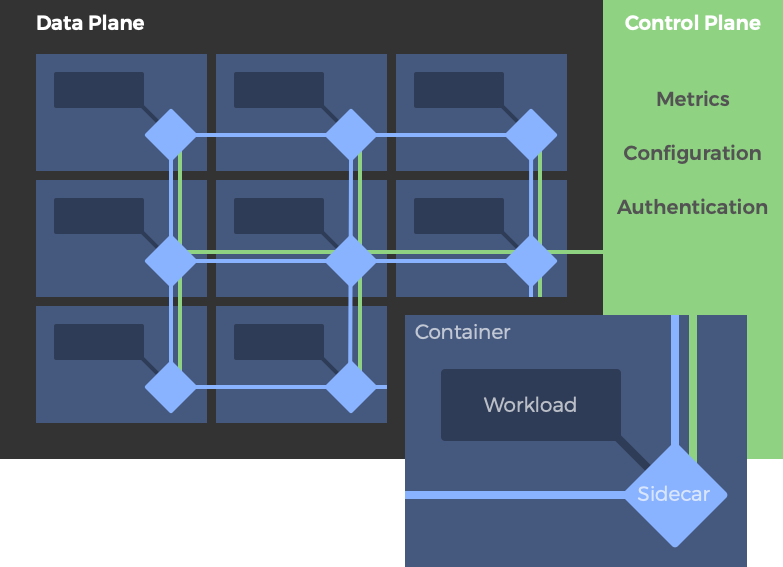 Data Plane
Control Plane
Metrics
Configuration
Authentication
Container
Workload
Sidecar